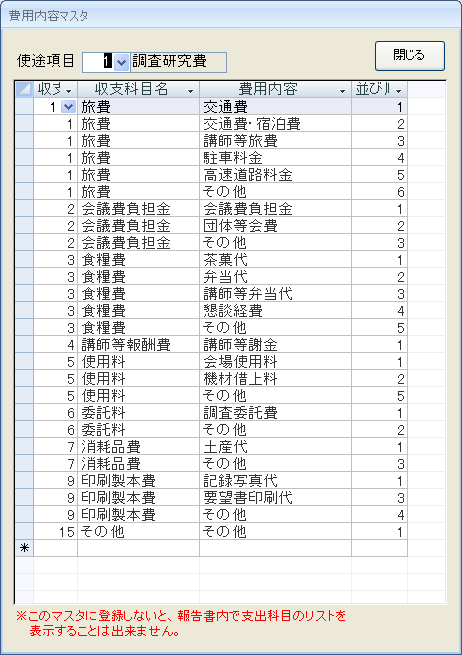 費用内容マスタ
使途項目 1 調査研究費 閉じる
収支 収支科目名 費用内容 並び順
1 旅費 交通費 1
1 旅費 交通費・宿泊費 2
1 旅費 講師等旅費 3
1 旅費 駐車料金 4
1 旅費 高速道路料金 5
1 旅費 その他 6
2 会議費負担金 会議費負担金 1
2 会議費負担金 団体等会費 2
2 会議費負担金 その他 3
3 食糧費 茶菓代 1
3 食糧費 弁当代 2
3 食糧費 講師等弁当代 3
3 食糧費 懇談経費 4
3 食糧費 その他 5
4 講師等報酬費 講師等謝金 1
5 使用料 会場使用料 1
5 使用料 機材借上料 2
5 使用料 その他 5
6 委託料 調査委託費 1
6 委託料 その他 2
7 消耗品費 土産代 1
7 消耗品費 その他 3
9 印刷製本費 記録写真代 1
9 印刷製本費 要望書印刷代 3
9 印刷製本費 その他 4
15 その他 その他 1
*
※このマスタに登録しないと、報告書内で支出科目のリストを
表示することは出来ません。